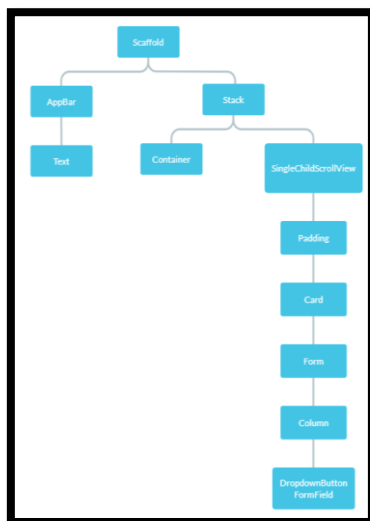 Scaffold
AppBar
Stack
Text
Container
SingleChildScrollView
Padding
Card
Form
Column
DropdownButton
FormField